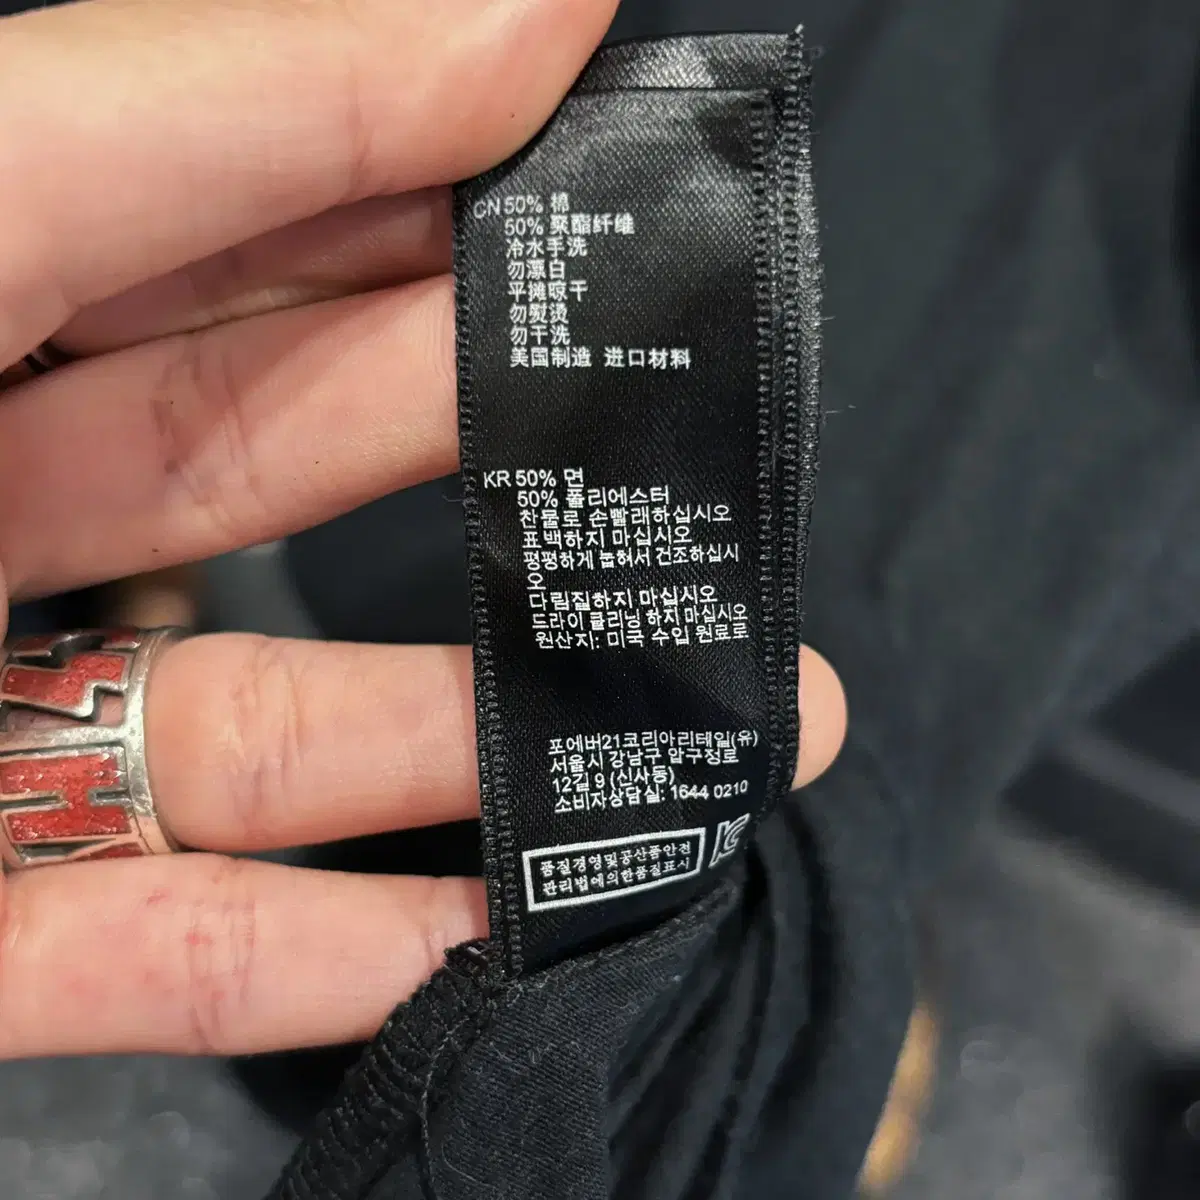 CN 50% 棉
50% 聚酯纤维
冷水手洗
勿漂白
平摊晾干
勿熨烫
勿干洗
美国制造 进口材料
KR 50% 면
50% 폴리에스터
찬물로 손빨래하십시오
표백하지 마십시오
평평하게 눕혀서 건조하십시
오
다림질하지 마십시오
드라이 클리닝 하지 마십시오
원산지: 미국 수입 원료로
포에버21코리아리테일(유)
서울시 강남구 압구정로
12길 9 (신사동)
소비자상담실: 1644 0210
품질경영및공산품안전
관리법에의한품질표시